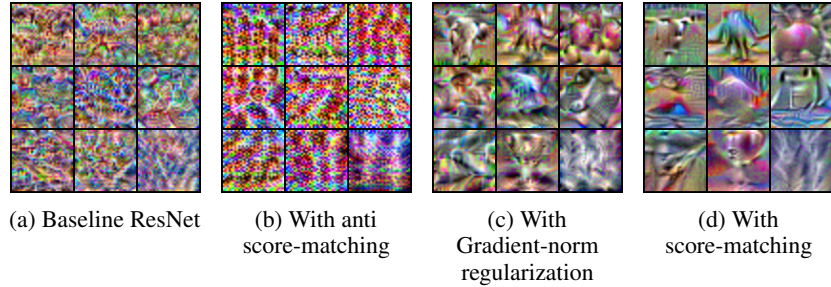 (a) Baseline ResNet
(b) With anti
score-matching
(c) With
Gradient-norm
regularization
(d) With
score-matching